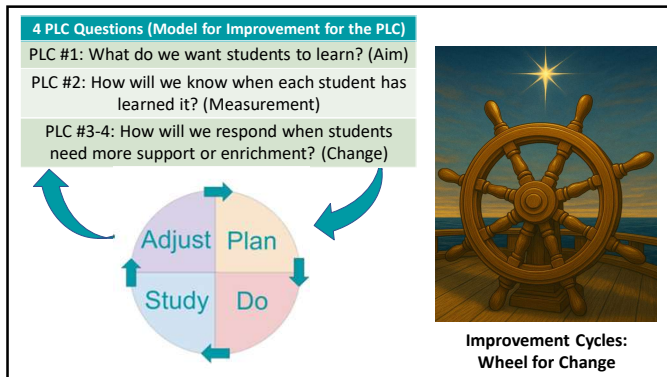 4 PLC Questions (Model for Improvement for the PLC)
PLC #1: What do we want students to learn? (Aim)
PLC #2: How will we know when each student has
learned it? (Measurement)
PLC #3-4: How will we respond when students
need more support or enrichment? (Change)
Adjust
Plan
Study
Do
Improvement Cycles:
Wheel for Change